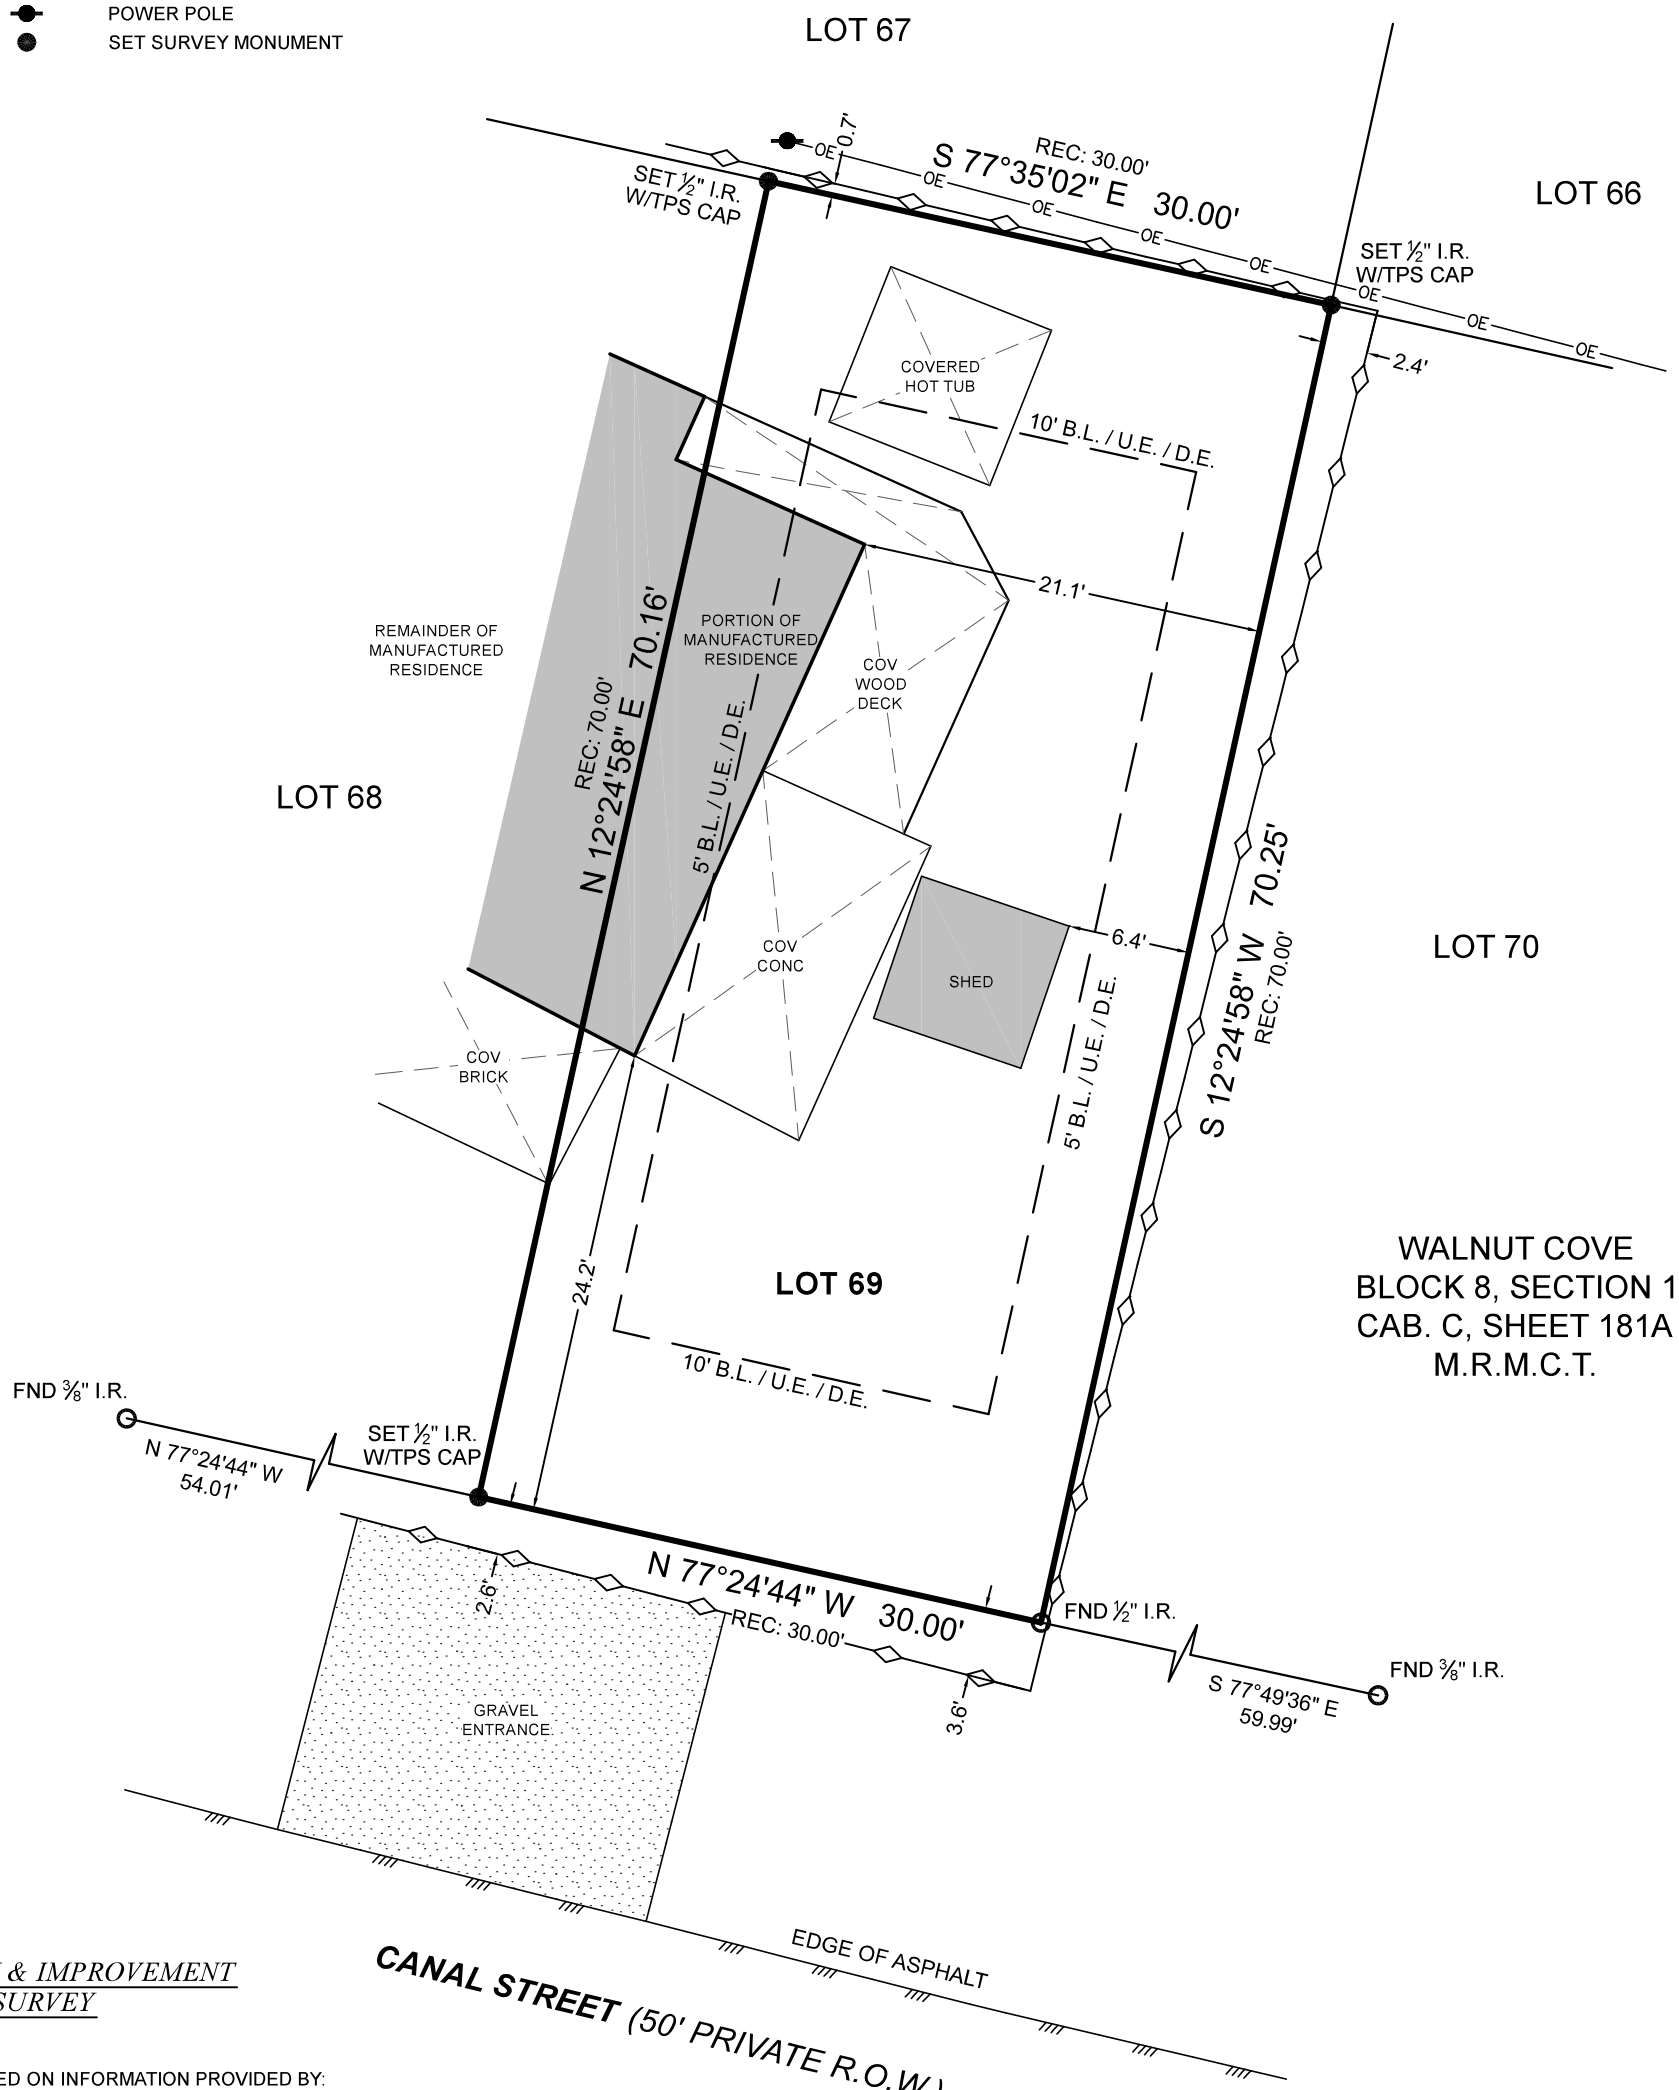 POWER POLE
SET SURVEY MONUMENT
LOT 67
0.7'
OE
REC: 30.00'
S 77°35'02" E 30.00'
OE
OE
OE
OE
OE
OE
OE
LOT 66
SET ½" I.R.
W/TPS CAP
SET ½" I.R.
W/TPS CAP
2.4'
COVERED
HOT TUB
10' B.L. / U.E. / D.E.
21.1'
REMAINDER OF
MANUFACTURED
RESIDENCE
PORTION OF
MANUFACTURED
RESIDENCE
REC: 70.00'
N 12°24'58" E 70.16'
5' B.L. / U.E. / D.E.
COV
WOOD
DECK
LOT 68
S 12°24'58" W 70.25'
REC: 70.00'
LOT 70
COV
CONC
SHED
6.4'
5' B.L. / U.E. / D.E.
COV
BRICK
24.2'
LOT 69
10' B.L. / U.E. / D.E.
WALNUT COVE
BLOCK 8, SECTION 1
CAB. C, SHEET 181A
M.R.M.C.T.
FND ⅜" I.R.
N 77°24'44" W
54.01'
SET ½" I.R.
W/TPS CAP
2.6'
N 77°24'44" W 30.00'
REC: 30.00'
3.6'
FND ½" I.R.
FND ⅜" I.R.
S 77°49'36" E
59.99'
GRAVEL
ENTRANCE
EDGE OF ASPHALT
CANAL STREET (50' PRIVATE R.O.W.)
& IMPROVEMENT
SURVEY
ED ON INFORMATION PROVIDED BY: